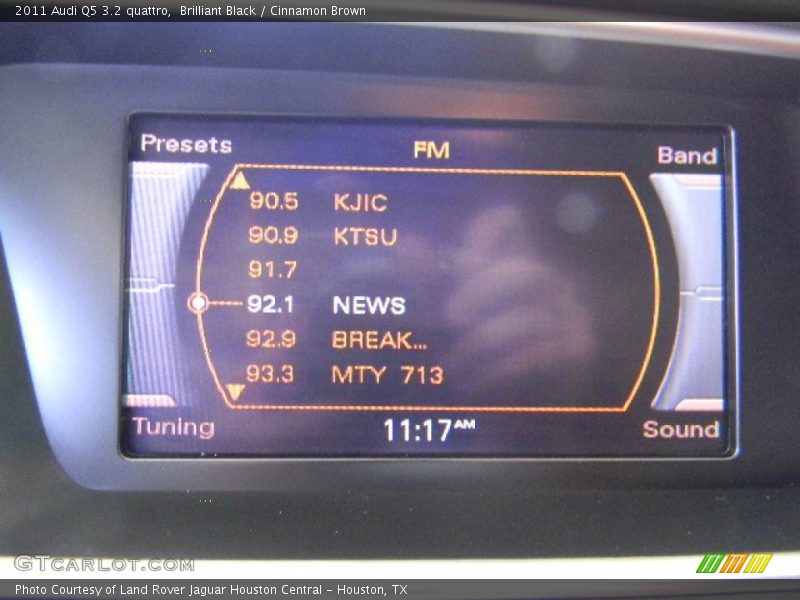 2011 Audi Q5 3.2 quattro,  Brilliant Black / Cinnamon Brown
Presets
FM
Band
90.5 KJIC
90.9 KTSU
91.7
92.1 NEWS
92.9 BREAK...
93.3 MTY 713
Tuning
11:17 AM
Sound
GTCARLOT.COM
Photo Courtesy of Land Rover Jaguar Houston Central - Houston, TX